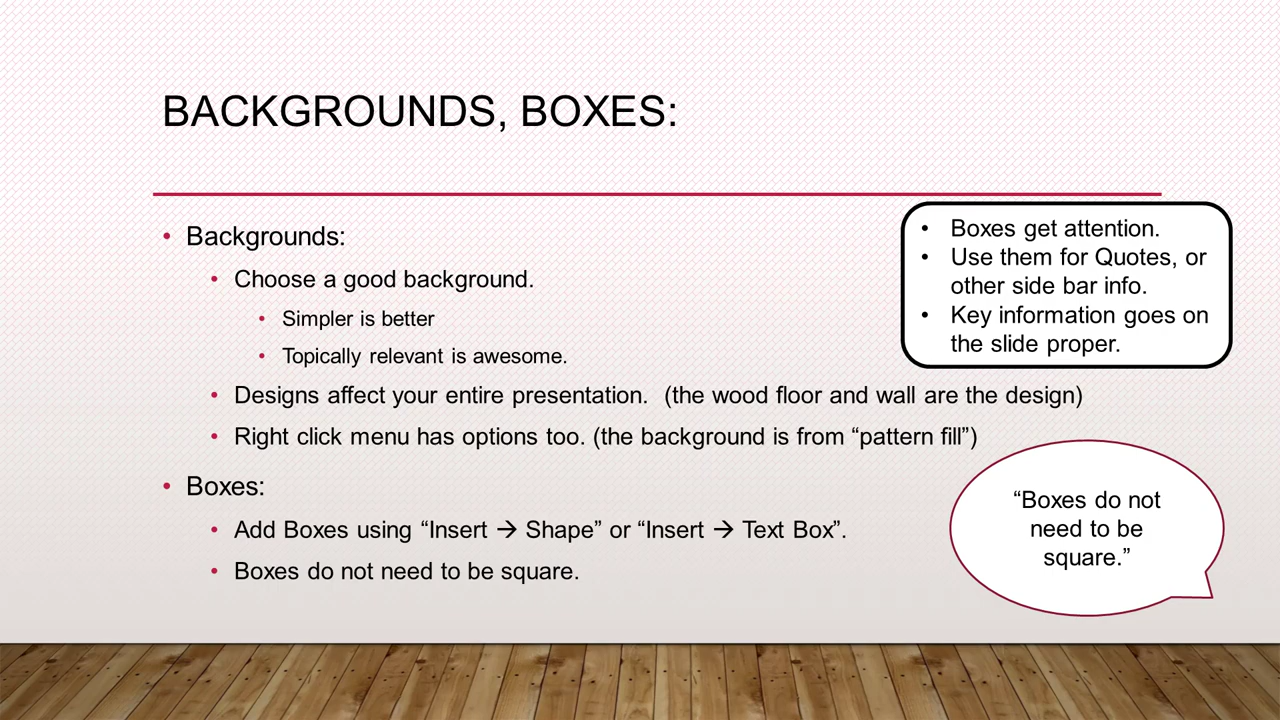 BACKGROUNDS, BOXES:
• Backgrounds:
• Choose a good background.
• Simpler is better
• Topically relevant is awesome.
• Designs affect your entire presentation.  (the wood floor and wall are the design)
• Right click menu has options too. (the background is from “pattern fill”)
• Boxes:
• Add Boxes using “Insert → Shape” or “Insert → Text Box”.
• Boxes do not need to be square.
• Boxes get attention.
• Use them for Quotes, or
other side bar info.
• Key information goes on
the slide proper.
“Boxes do not
need to be
square.”